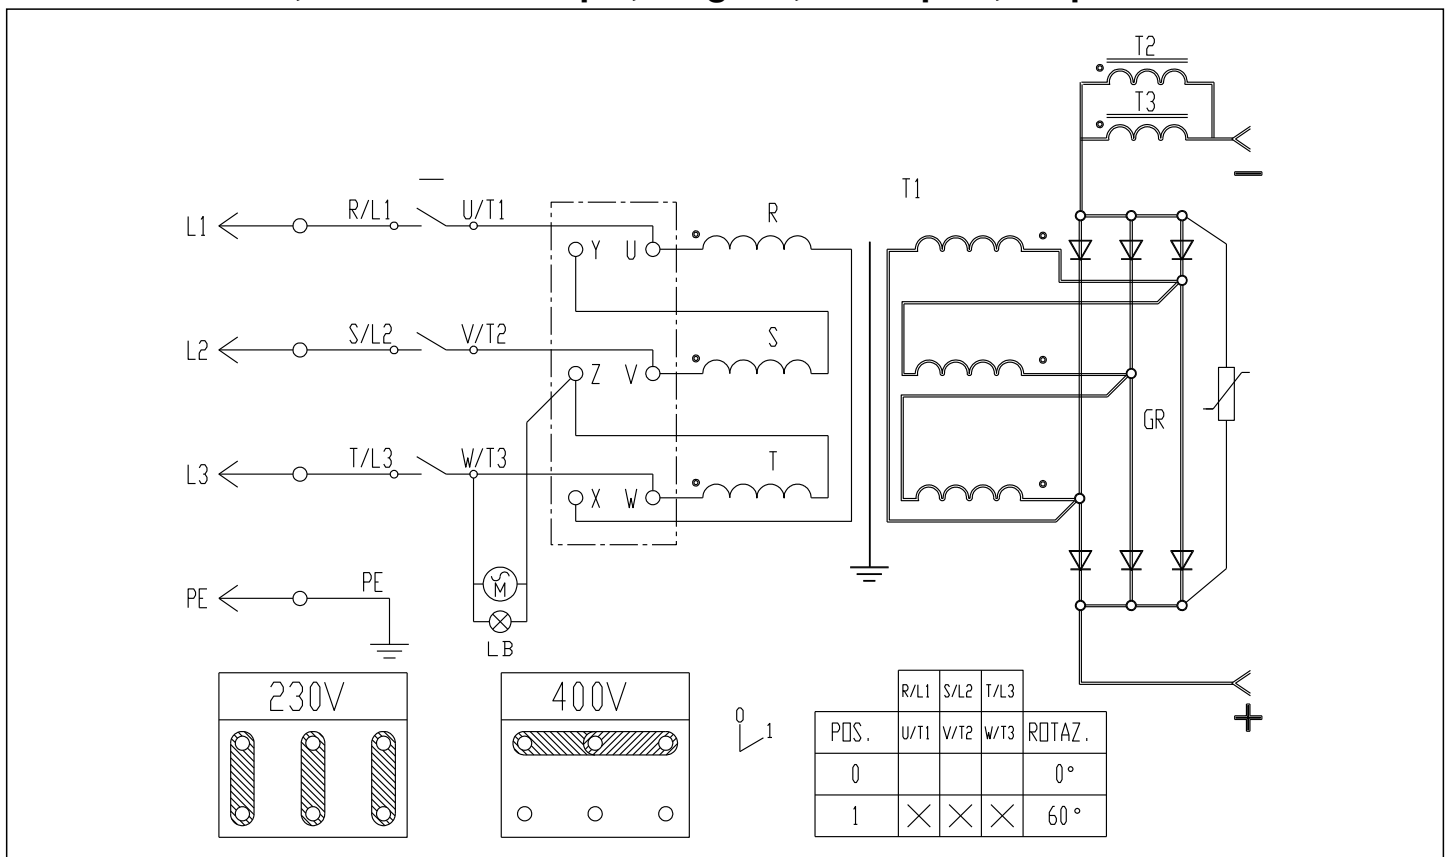 T2
T3
−
T1
L1 R/L1 U/T1 R
Y U
L2 S/L2 V/T2 S
Z V
GR
L3 T/L3 W/T3 T
X W
PE PE
M
LB
230V 400V
0
1
R/L1 S/L2 T/L3
POS. U/T1 V/T2 W/T3 ROTAZ.
0 0°
1 X X X 60°
+